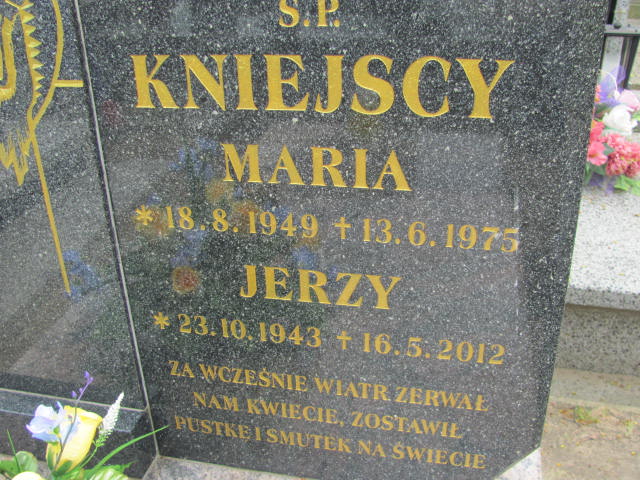 Ś.P.
KNIEJSCY
MARIA
* 18.8.1949 † 13.6.1975
JERZY
* 23.10.1943 † 16.5.2012
ZA WCZEŚNIE WIATR ZERWAŁ
NAM KWIECIE, ZOSTAWIŁ
PUSTKĘ I SMUTEK NA ŚWIECIE